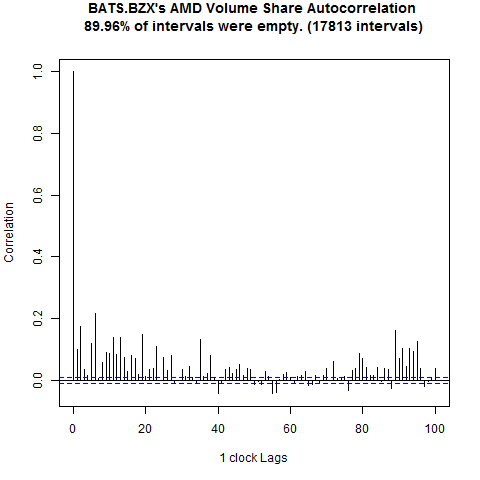 BATS.BZX's AMD Volume Share Autocorrelation
89.96% of intervals were empty. (17813 intervals)
Correlation
1.0
0.8
0.6
0.4
0.2
0.0
0 20 40 60 80 100
1 clock Lags